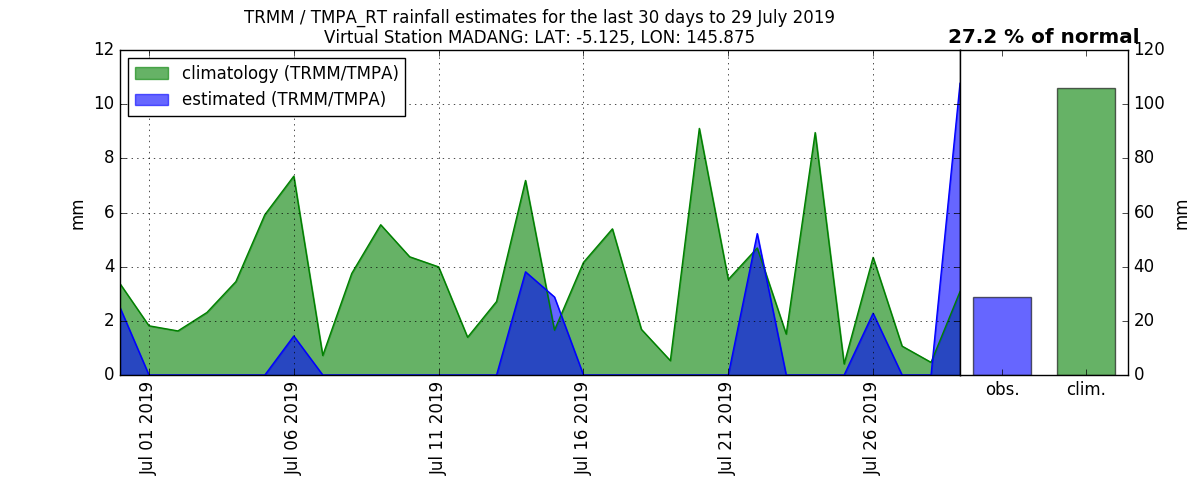 TRMM / TMPA_RT rainfall estimates for the last 30 days to 29 July 2019
Virtual Station MADANG: LAT: -5.125, LON: 145.875
27.2 % of normal
climatology (TRMM/TMPA)
estimated (TRMM/TMPA)
mm
12
10
8
6
4
2
0
Jul 01 2019
Jul 06 2019
Jul 11 2019
Jul 16 2019
Jul 21 2019
Jul 26 2019
obs.
clim.
120
100
80
60
40
20
0
mm